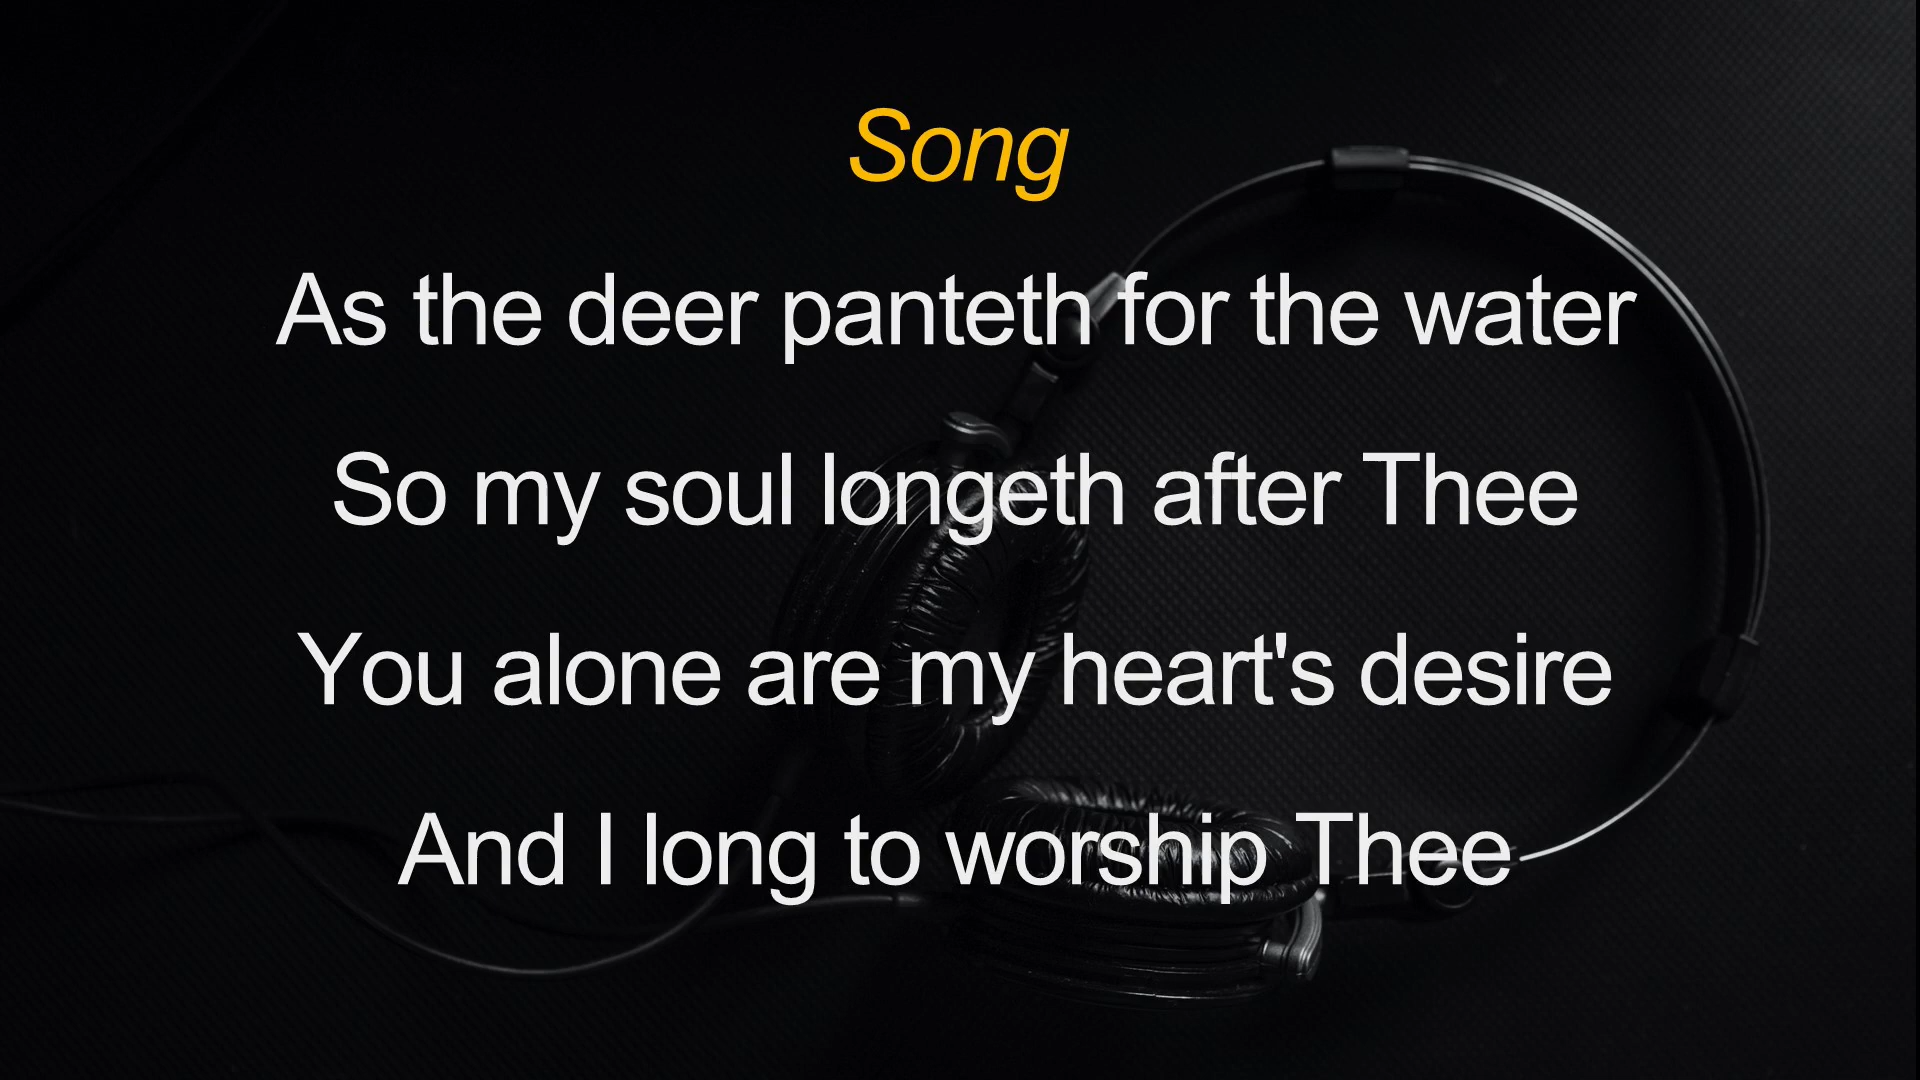 Song
As the deer panteth for the water
So my soul longeth after Thee
You alone are my heart's desire
And I long to worship Thee